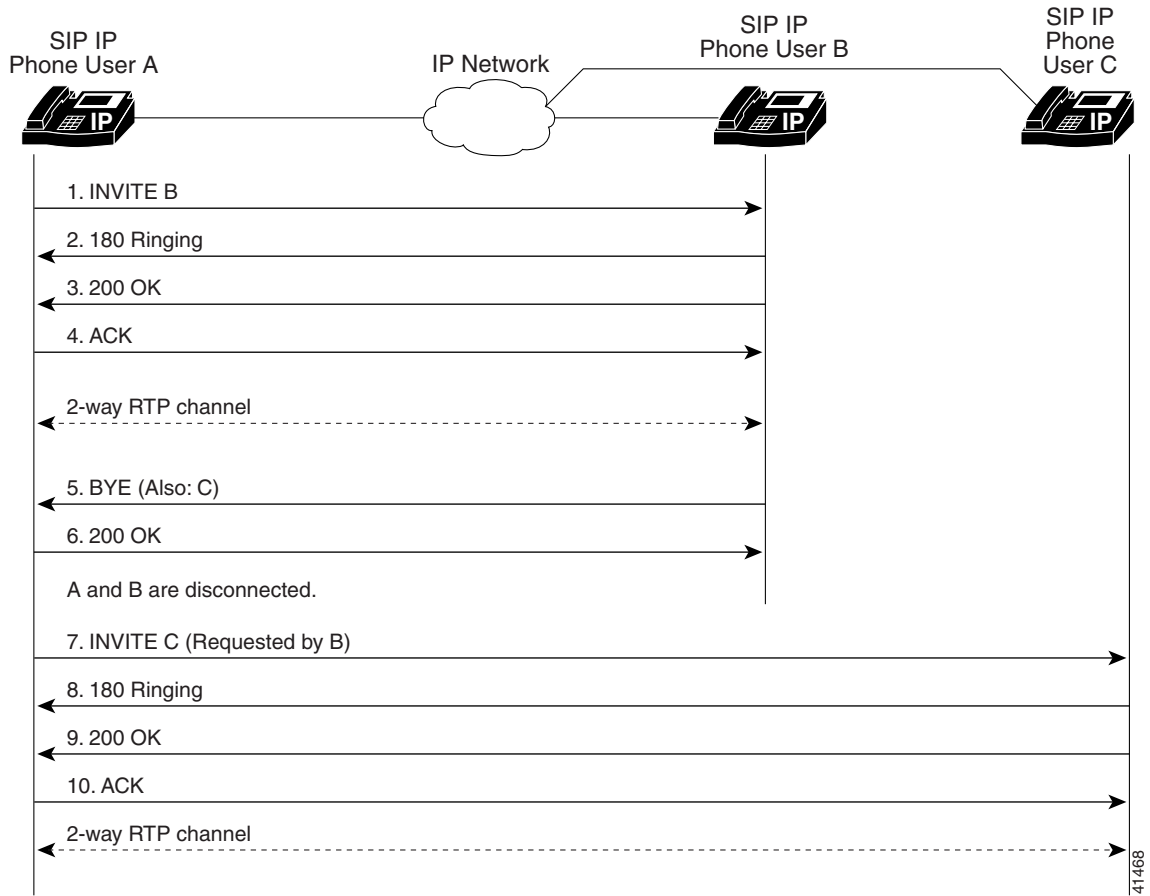 SIP IP
Phone User A
IP Network
SIP IP
Phone User B
SIP IP
Phone
User C
IP
IP
IP
1. INVITE B
2. 180 Ringing
3. 200 OK
4. ACK
2-way RTP channel
5. BYE (Also: C)
6. 200 OK
A and B are disconnected.
7. INVITE C (Requested by B)
8. 180 Ringing
9. 200 OK
10. ACK
2-way RTP channel
41468